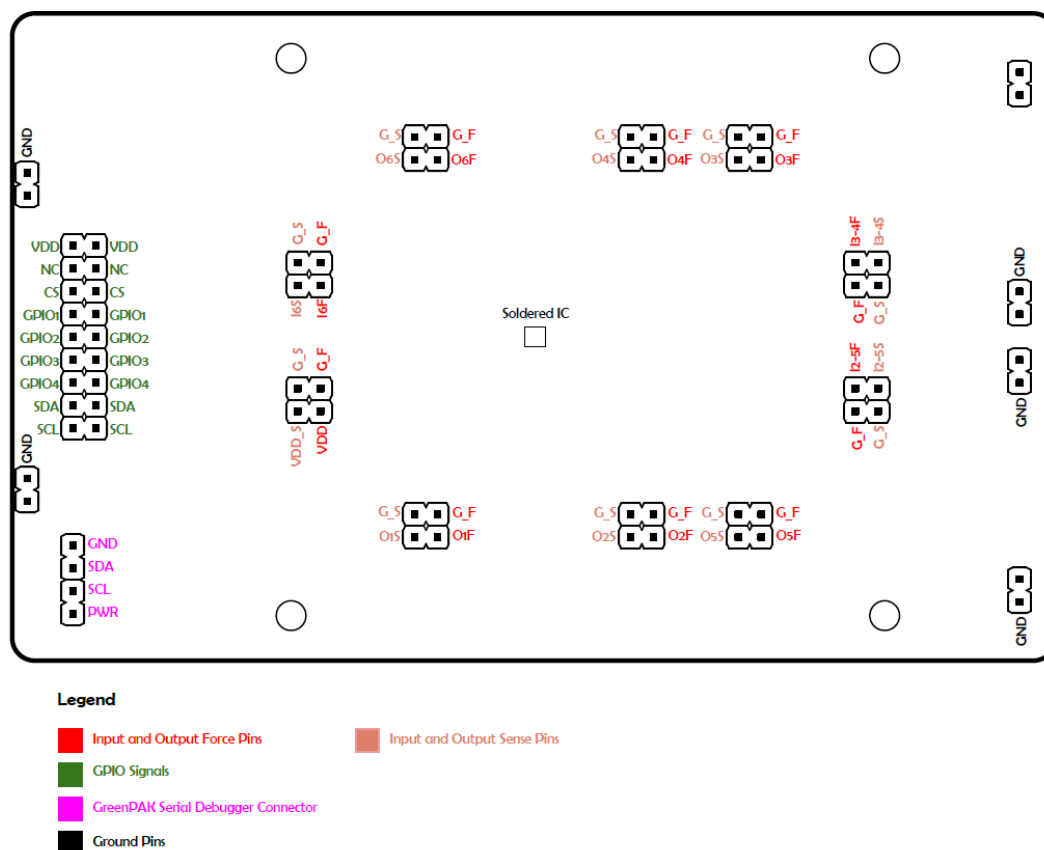 GND
G_S G_F G_S G_F G_S G_F
O6S O6F O4S O4F O3S O3F
VDD VDD
NC NC
CS CS
GPIO1 GPIO1
GPIO2 GPIO2
GPIO3 GPIO3
GPIO4 GPIO4
SDA SDA
SCL SCL
G_S G_F
I6S I6F
I3-4F I3-4S
G_F G_S
GND
Soldered IC
G_S G_F
VDD_S VDD
I2-5F I2-5S
G_F G_S
GND
GND
G_S G_F G_S G_F G_S G_F
O1S O1F O2S O2F O5S O5F
GND
SDA
SCL
PWR
GND
Legend
Input and Output Force Pins Input and Output Sense Pins
GPIO Signals
GreenPAK Serial Debugger Connector
Ground Pins